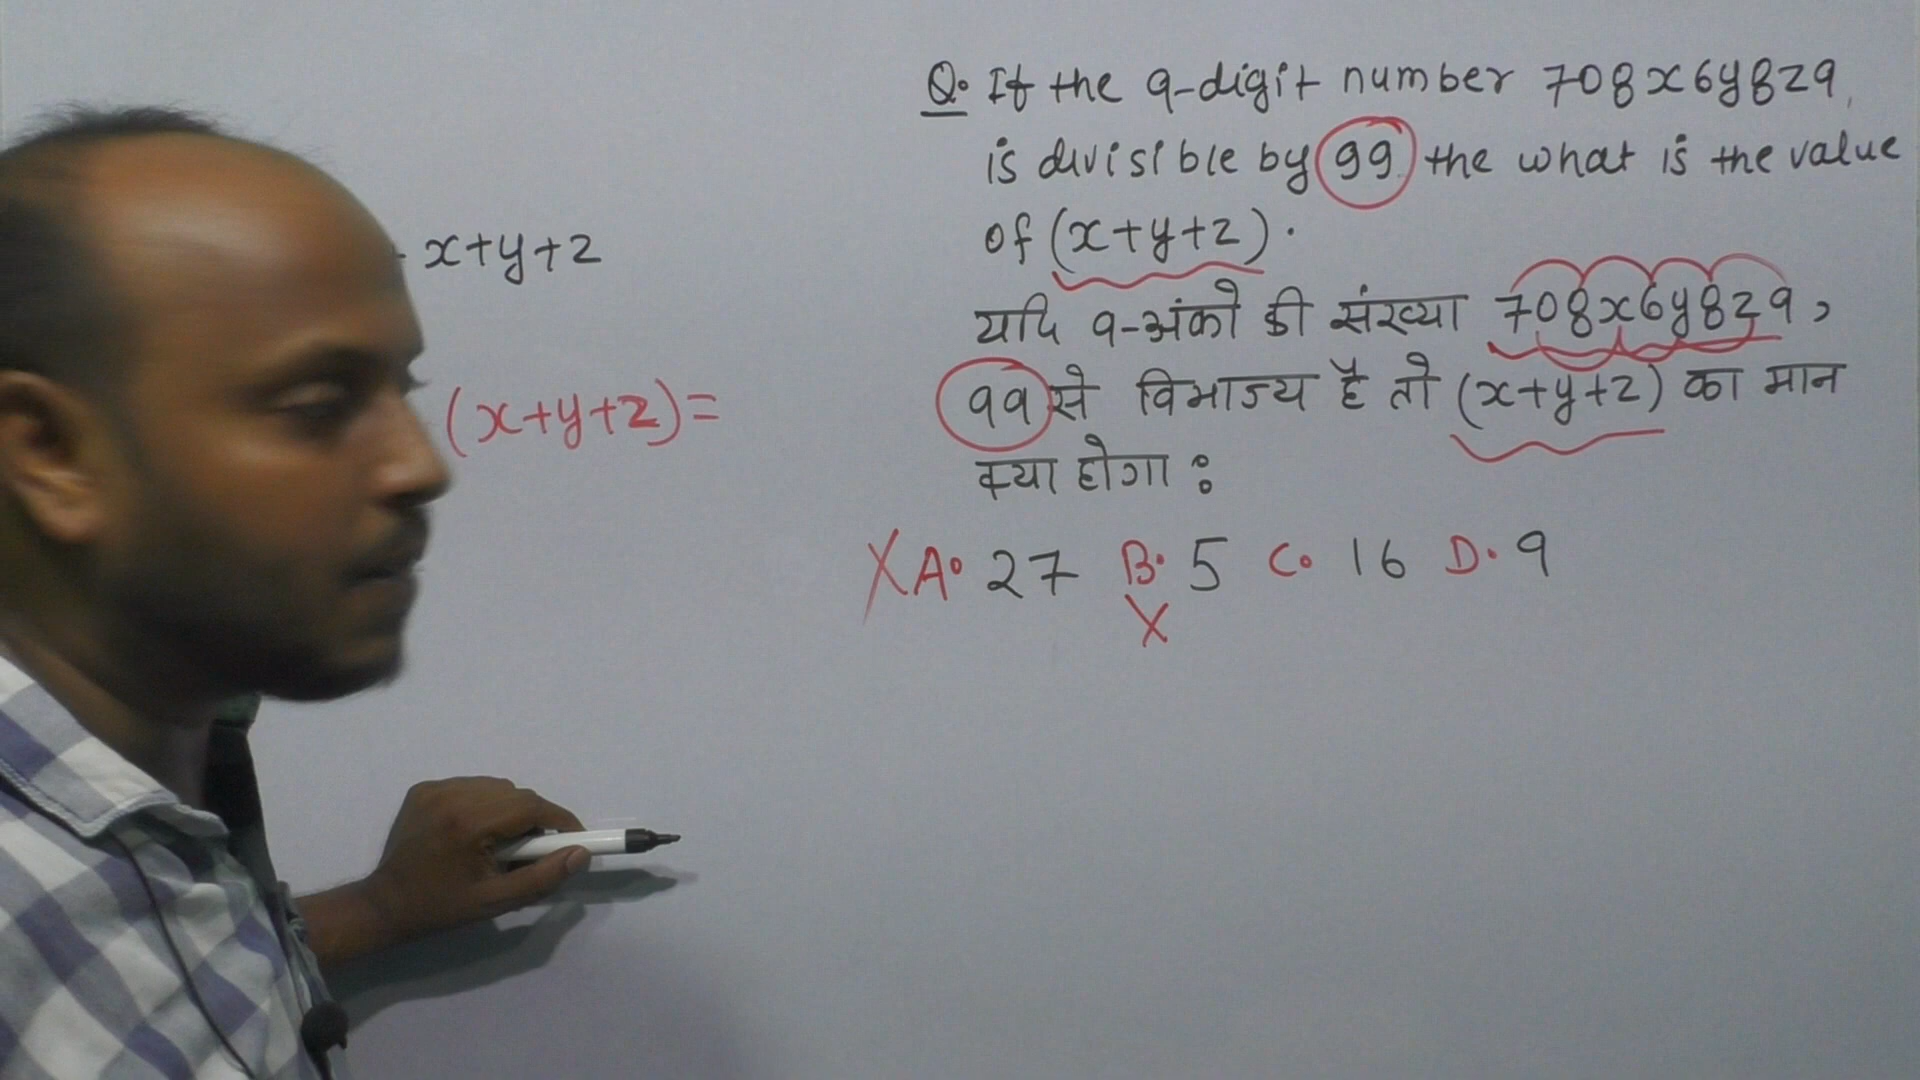 Q. If the 9-digit number 708x6y8z9,
is divisible by 99 the what is the value
of (x+y+z).
यदि 9-अंको की संख्या 708x6y8z9,
99 से विभाज्य है तो (x+y+z) का मान
क्या होगा :
X A. 27 B. 5 C. 16 D. 9
X
x+y+z
(x+y+z)=